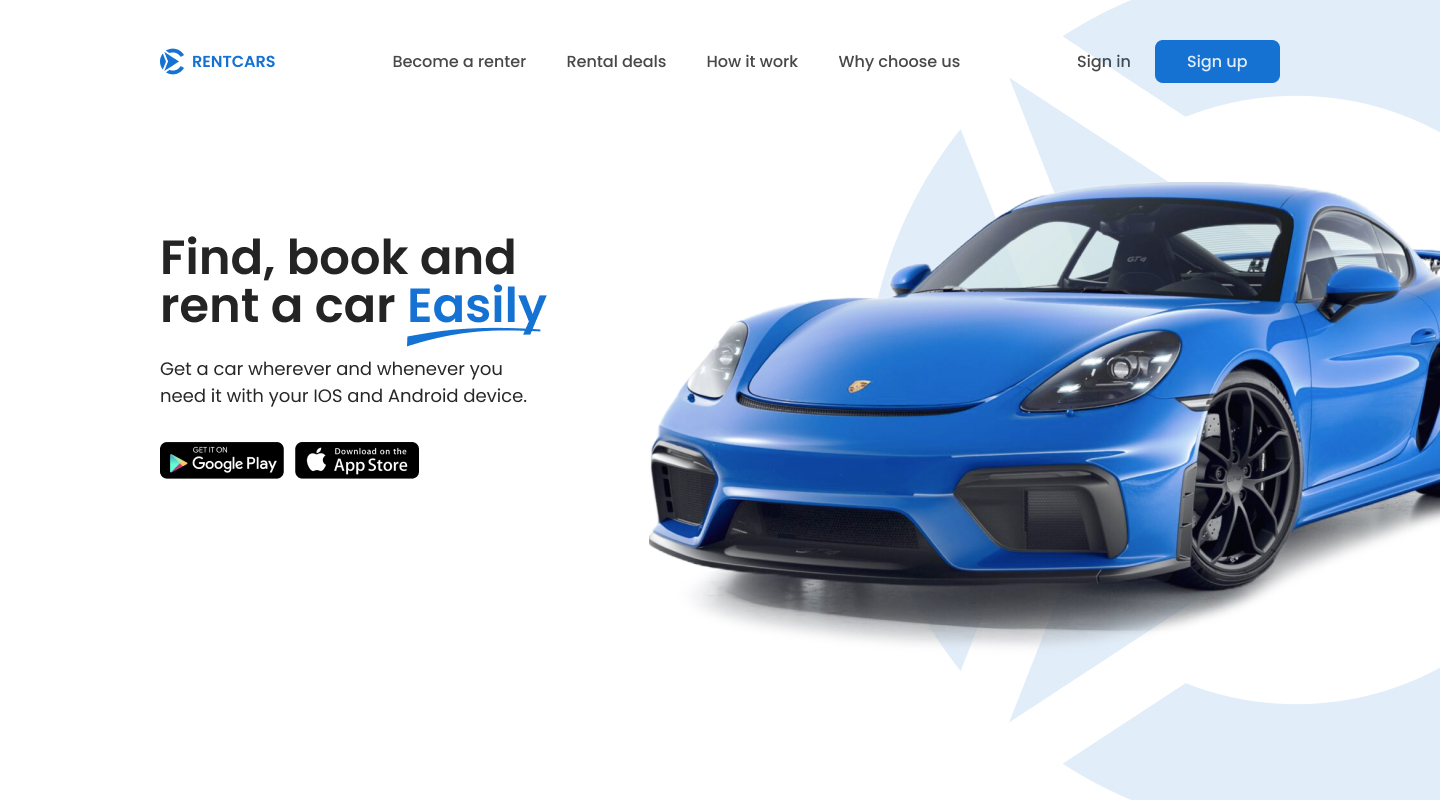 RENTCARS
Become a renter
Rental deals
How it work
Why choose us
Sign in
Sign up
Find, book and
rent a car Easily
Get a car wherever and whenever you
need it with your IOS and Android device.
GET IT ON
Google Play
Download on the
App Store
GT4